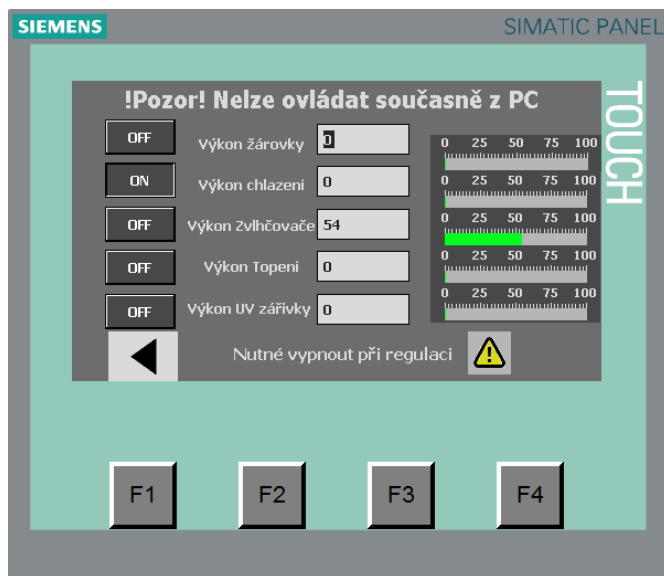 SIEMENS
SIMATIC PANEL
TOUCH
!Pozor! Nelze ovládat současně z PC
OFF Výkon žárovky 0 0 25 50 75 100
ON Výkon chlazení 0 0 25 50 75 100
OFF Výkon Zvlhčovače 54 0 25 50 75 100
OFF Výkon Topení 0 0 25 50 75 100
OFF Výkon UV zářivky 0 0 25 50 75 100
Nutné vypnout při regulaci
F1 F2 F3 F4